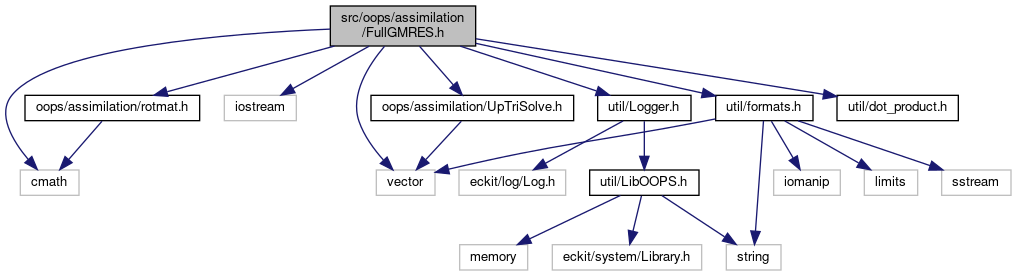 src/oops/assimilation
/FullGMRES.h
oops/assimilation/rotmat.h
iostream
oops/assimilation/UpTriSolve.h
util/Logger.h
util/formats.h
util/dot_product.h
cmath
vector
eckit/log/Log.h
util/LibOOPS.h
iomanip
limits
sstream
memory
eckit/system/Library.h
string